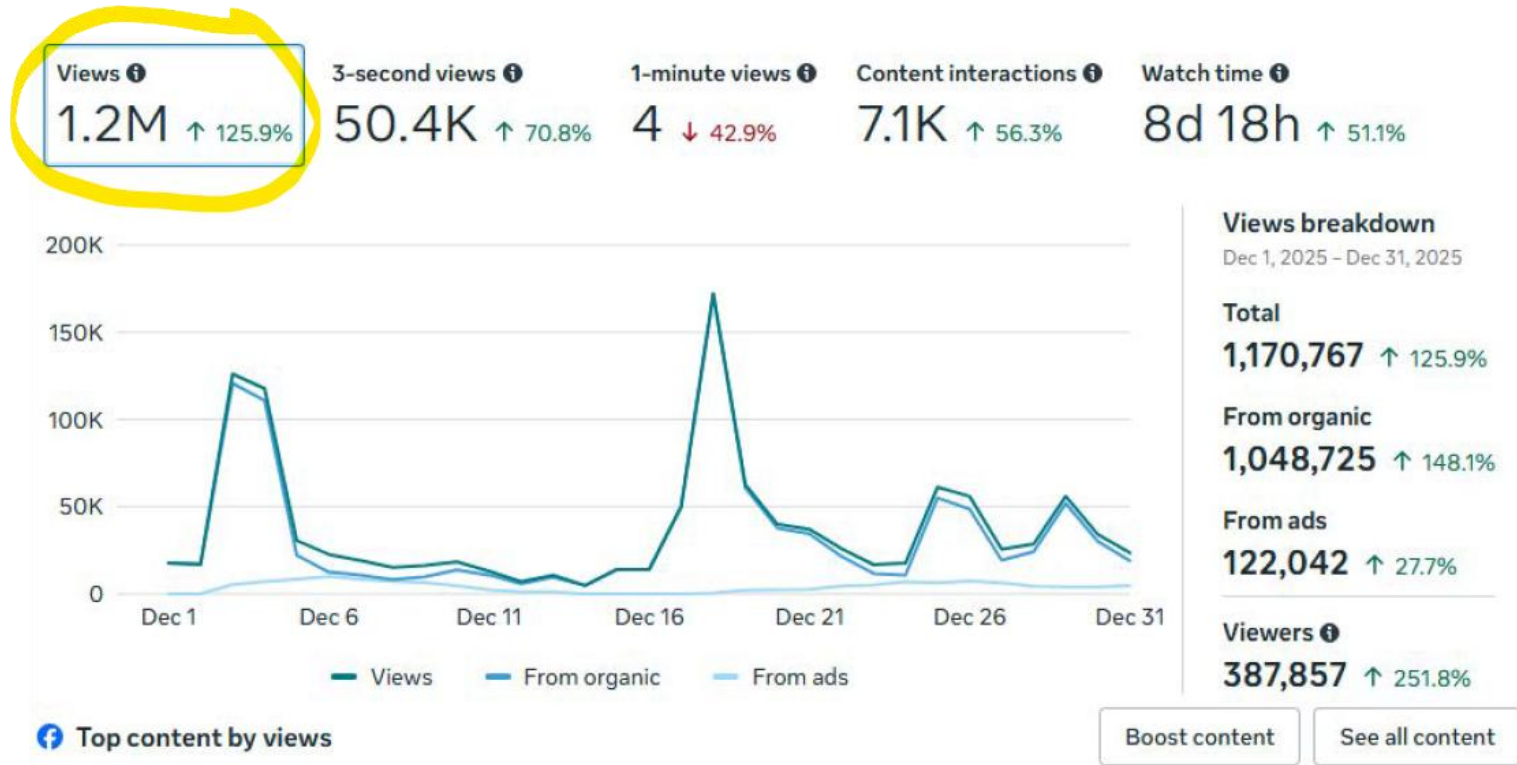 Views
1.2M ↑ 125.9%
3-second views
50.4K ↑ 70.8%
1-minute views
4 ↓ 42.9%
Content interactions
7.1K ↑ 56.3%
Watch time
8d 18h ↑ 51.1%
200K
150K
100K
50K
0
Dec 1 Dec 6 Dec 11 Dec 16 Dec 21 Dec 26 Dec 31
Views From organic From ads
Views breakdown
Dec 1, 2025 – Dec 31, 2025
Total
1,170,767 ↑ 125.9%
From organic
1,048,725 ↑ 148.1%
From ads
122,042 ↑ 27.7%
Viewers
387,857 ↑ 251.8%
Top content by views
Boost content
See all content